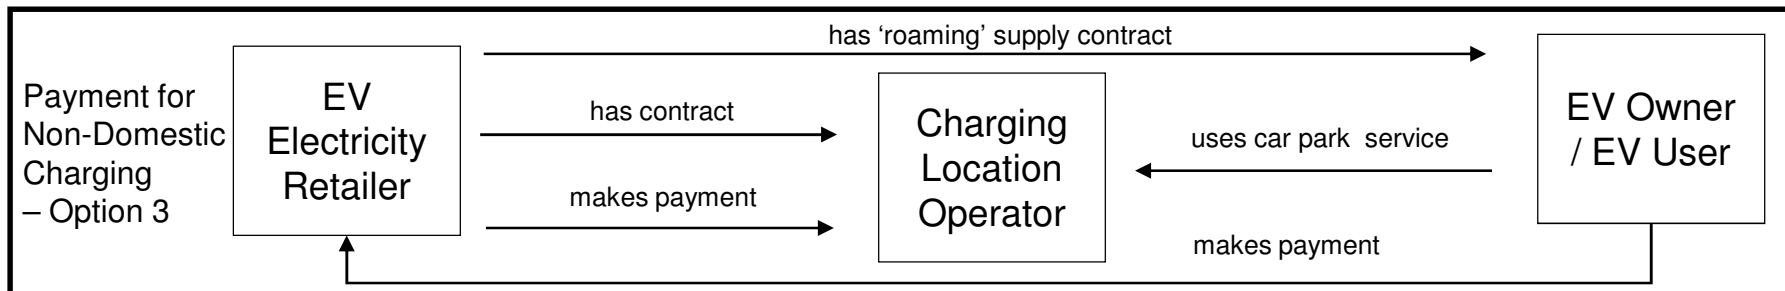 Payment for
Non-Domestic
Charging
– Option 3
EV
Electricity
Retailer
has ‘roaming’ supply contract
has contract
makes payment
Charging
Location
Operator
uses car park  service
makes payment
EV Owner
/ EV User